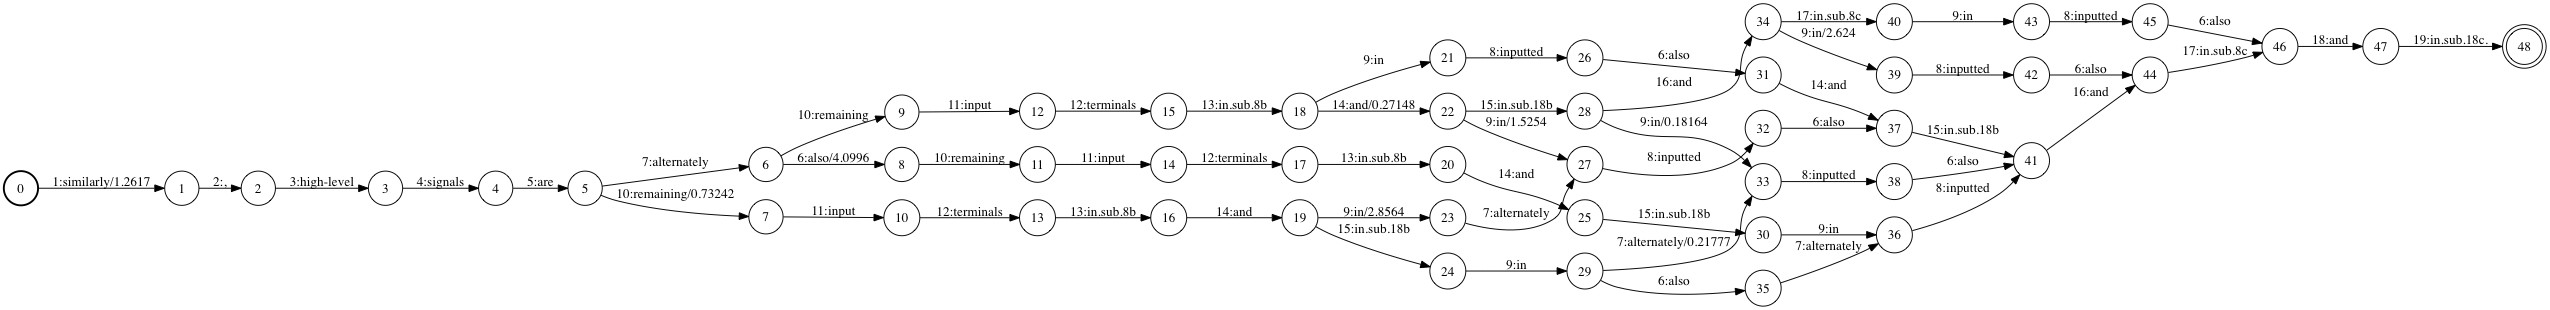 0
1:similarly/1.2617
1
2:,
2
3:high-level
3
4:signals
4
5:are
5
7:alternately
10:remaining/0.73242
6
7
10:remaining
6:also/4.0996
11:input
9
8
10
11:input
10:remaining
12:terminals
12
11
13
12:terminals
11:input
13:in.sub.8b
15
14
16
13:in.sub.8b
12:terminals
14:and
18
17
19
9:in
14:and/0.27148
13:in.sub.8b
9:in/2.8564
15:in.sub.18b
21
22
20
23
24
8:inputted
15:in.sub.18b
9:in/1.5254
14:and
7:alternately
9:in
26
28
27
25
29
6:also
16:and
9:in/0.18164
8:inputted
15:in.sub.18b
7:alternately/0.21777
6:also
34
31
32
33
30
35
17:in.sub.8c
9:in/2.624
14:and
6:also
8:inputted
9:in
7:alternately
40
39
37
38
36
9:in
8:inputted
15:in.sub.18b
6:also
8:inputted
43
42
41
8:inputted
6:also
16:and
45
44
6:also
17:in.sub.8c
46
18:and
47
19:in.sub.18c.
48